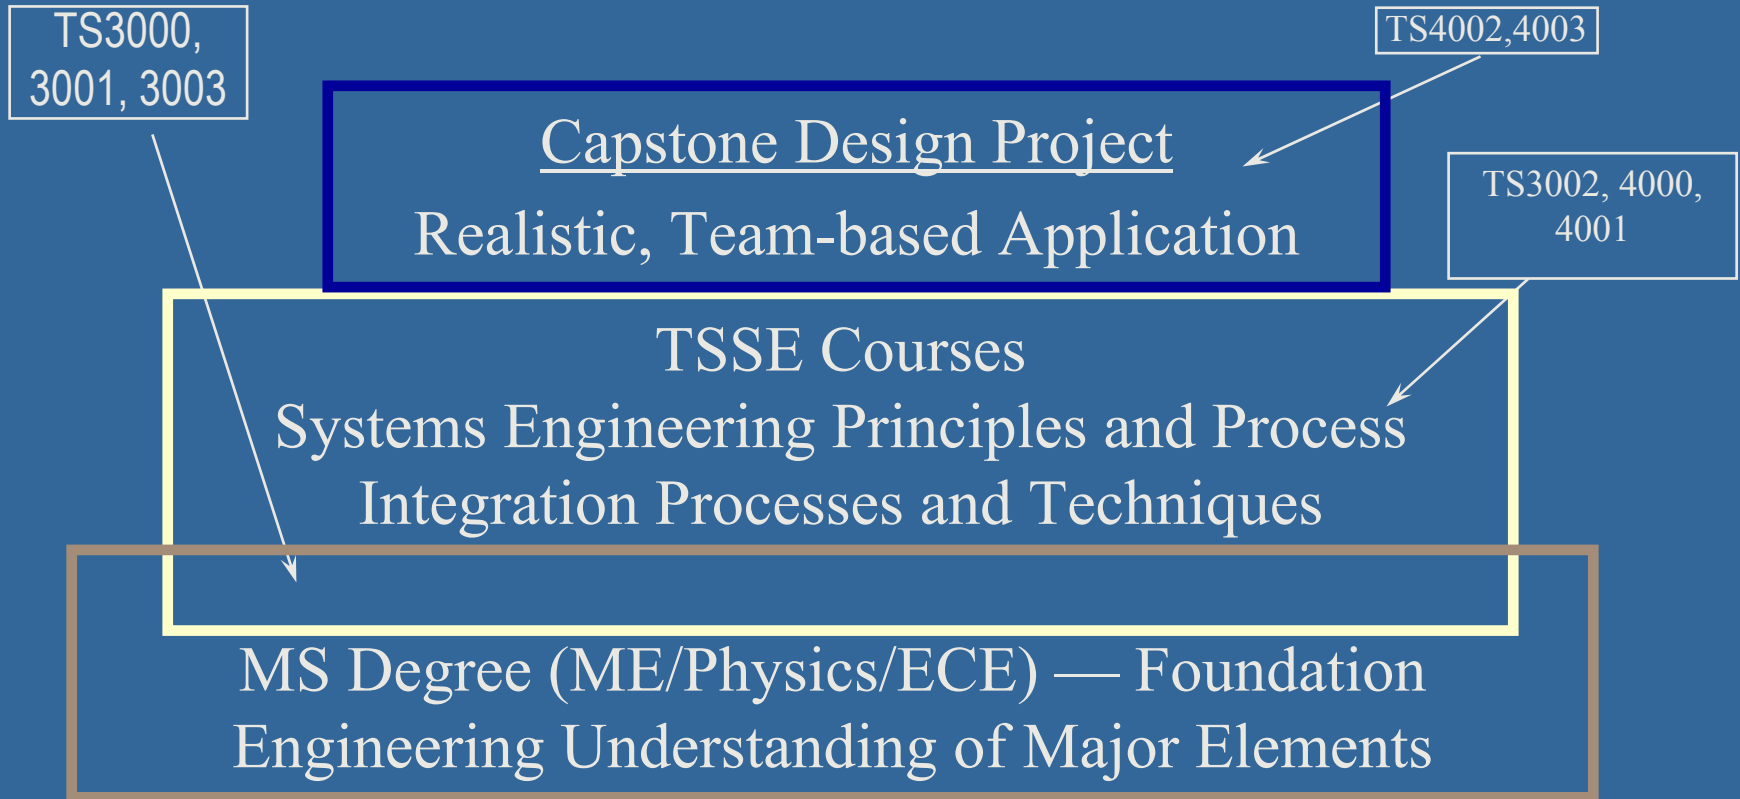 TS3000,
3001, 3003
TS4002,4003
Capstone Design Project
Realistic, Team-based Application
TS3002, 4000,
4001
TSSE Courses
Systems Engineering Principles and Process
Integration Processes and Techniques
MS Degree (ME/Physics/ECE) — Foundation
Engineering Understanding of Major Elements